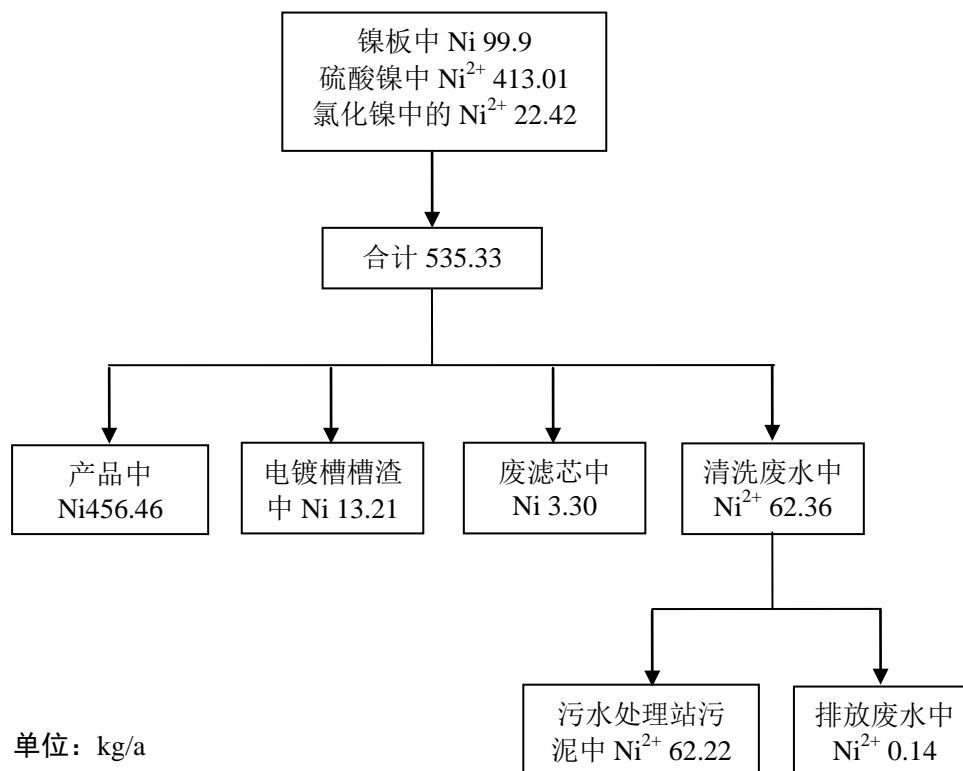 镍板中 Ni 99.9
硫酸镍中 Ni²⁺ 413.01
氯化镍中的 Ni²⁺ 22.42
合计 535.33
产品中
Ni456.46
电镀槽槽渣
中 Ni 13.21
废滤芯中
Ni 3.30
清洗废水中
Ni²⁺ 62.36
污水处理站污
泥中 Ni²⁺ 62.22
排放废水中
Ni²⁺ 0.14
单位：kg/a